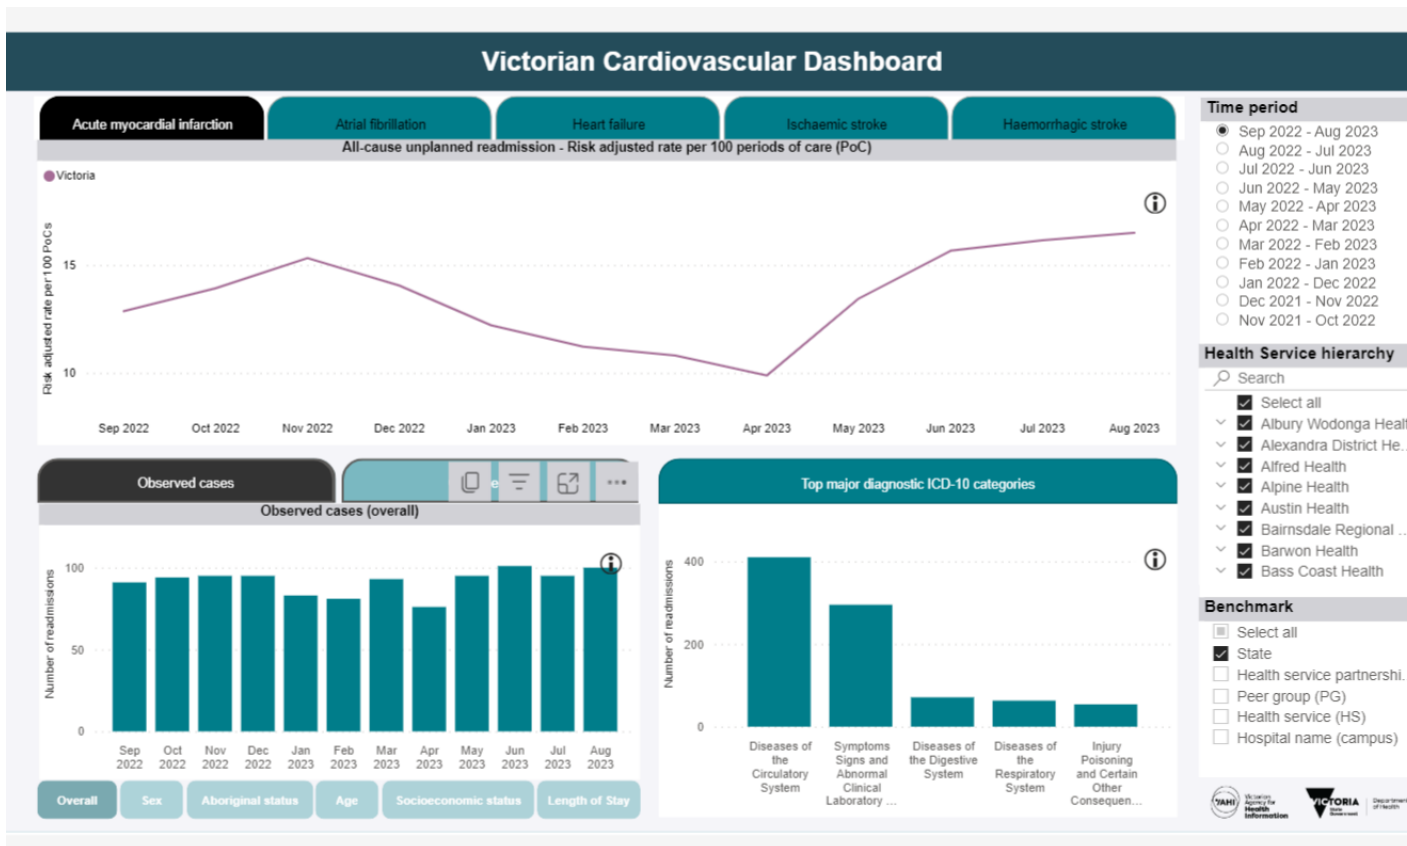 Victorian Cardiovascular Dashboard
Acute myocardial infarction
Atrial fibrillation
Heart failure
Ischaemic stroke
Haemorrhagic stroke
All-cause unplanned readmission - Risk adjusted rate per 100 periods of care (PoC)
Victoria
Risk adjusted rate per 100 PoCs
15
10
Sep 2022
Oct 2022
Nov 2022
Dec 2022
Jan 2023
Feb 2023
Mar 2023
Apr 2023
May 2023
Jun 2023
Jul 2023
Aug 2023
Observed cases
Observed cases (overall)
Number of readmissions
100
50
0
Sep 2022
Oct 2022
Nov 2022
Dec 2022
Jan 2023
Feb 2023
Mar 2023
Apr 2023
May 2023
Jun 2023
Jul 2023
Aug 2023
Overall
Sex
Aboriginal status
Age
Socioeconomic status
Length of Stay
Top major diagnostic ICD-10 categories
Number of readmissions
400
200
0
Diseases of
the
Circulatory
System
Symptoms
Signs and
Abnormal
Clinical
Laboratory ...
Diseases of
the Digestive
System
Diseases of
the
Respiratory
System
Injury
Poisoning
and Certain
Other
Consequen...
Time period
Sep 2022 - Aug 2023
Aug 2022 - Jul 2023
Jul 2022 - Jun 2023
Jun 2022 - May 2023
May 2022 - Apr 2023
Apr 2022 - Mar 2023
Mar 2022 - Feb 2023
Feb 2022 - Jan 2023
Jan 2022 - Dec 2022
Dec 2021 - Nov 2022
Nov 2021 - Oct 2022
Health Service hierarchy
Search
Select all
Albury Wodonga Healt
Alexandra District He..
Alfred Health
Alpine Health
Austin Health
Bairnsdale Regional ..
Barwon Health
Bass Coast Health
Benchmark
Select all
State
Health service partnershi.
Peer group (PG)
Health service (HS)
Hospital name (campus)
VAHI
Victorian
Agency for
Health
Information
VICTORIA
State
Government
Department
of Health